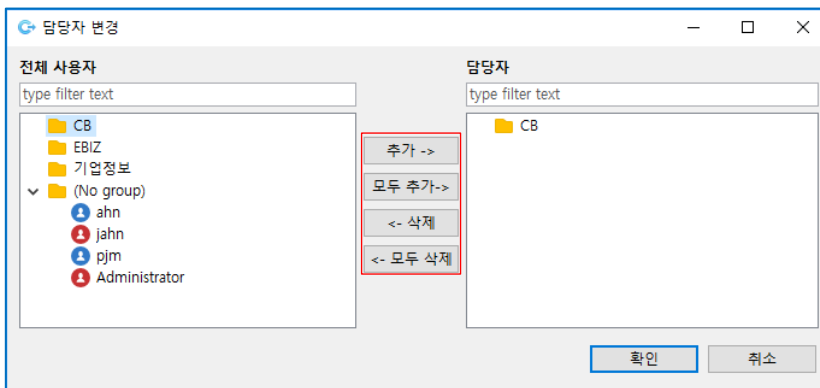 담당자 변경
전체 사용자
type filter text
CB
EBIZ
기업정보
(No group)
ahn
jahn
pjm
Administrator
추가 ->
모두 추가->
<- 삭제
<- 모두 삭제
담당자
type filter text
CB
확인
취소